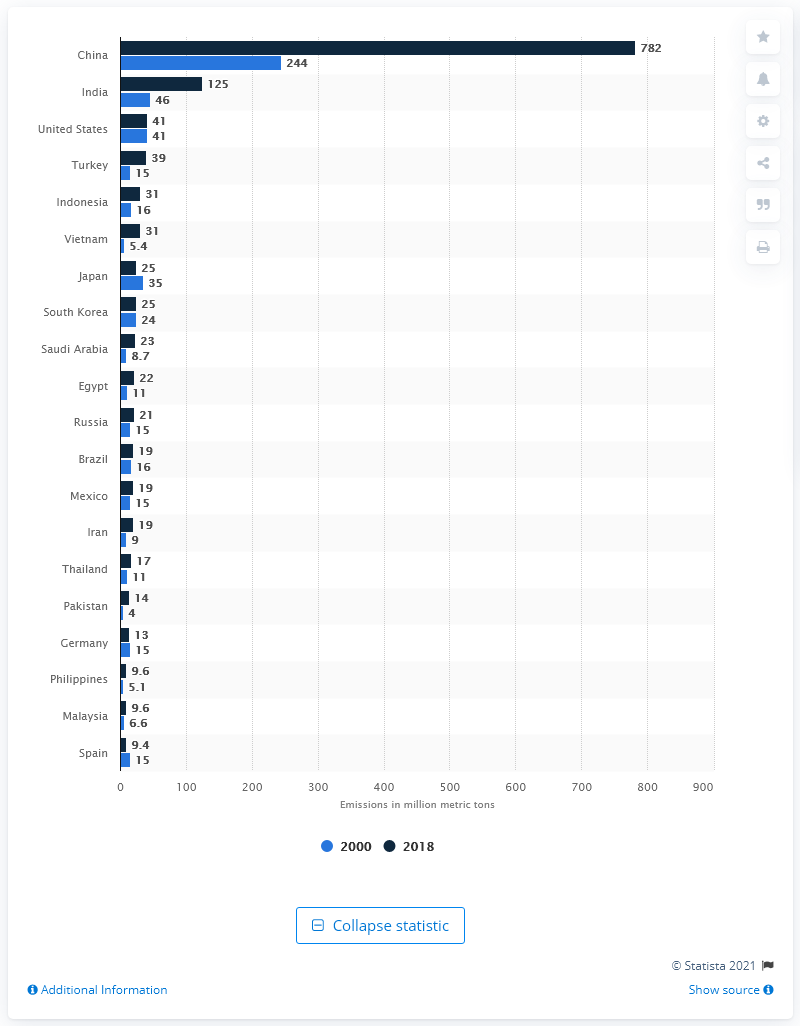 China 782
244
India 125
46
United States 41
41
Turkey 39
15
Indonesia 31
16
Vietnam 31
5.4
Japan 25
35
South Korea 25
24
Saudi Arabia 23
8.7
Egypt 22
11
Russia 21
15
Brazil 19
16
Mexico 19
15
Iran 19
9
Thailand 17
11
Pakistan 14
4
Germany 13
15
Philippines 9.6
5.1
Malaysia 9.6
6.6
Spain 9.4
15
0 100 200 300 400 500 600 700 800 900
Emissions in million metric tons
2000 2018
Collapse statistic
© Statista 2021
Additional Information Show source